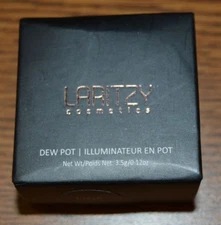 LARITZY
cosmetics
DEW POT | ILLUMINATEUR EN POT
Net Wt/Poids Net: 3.5g/0.12oz